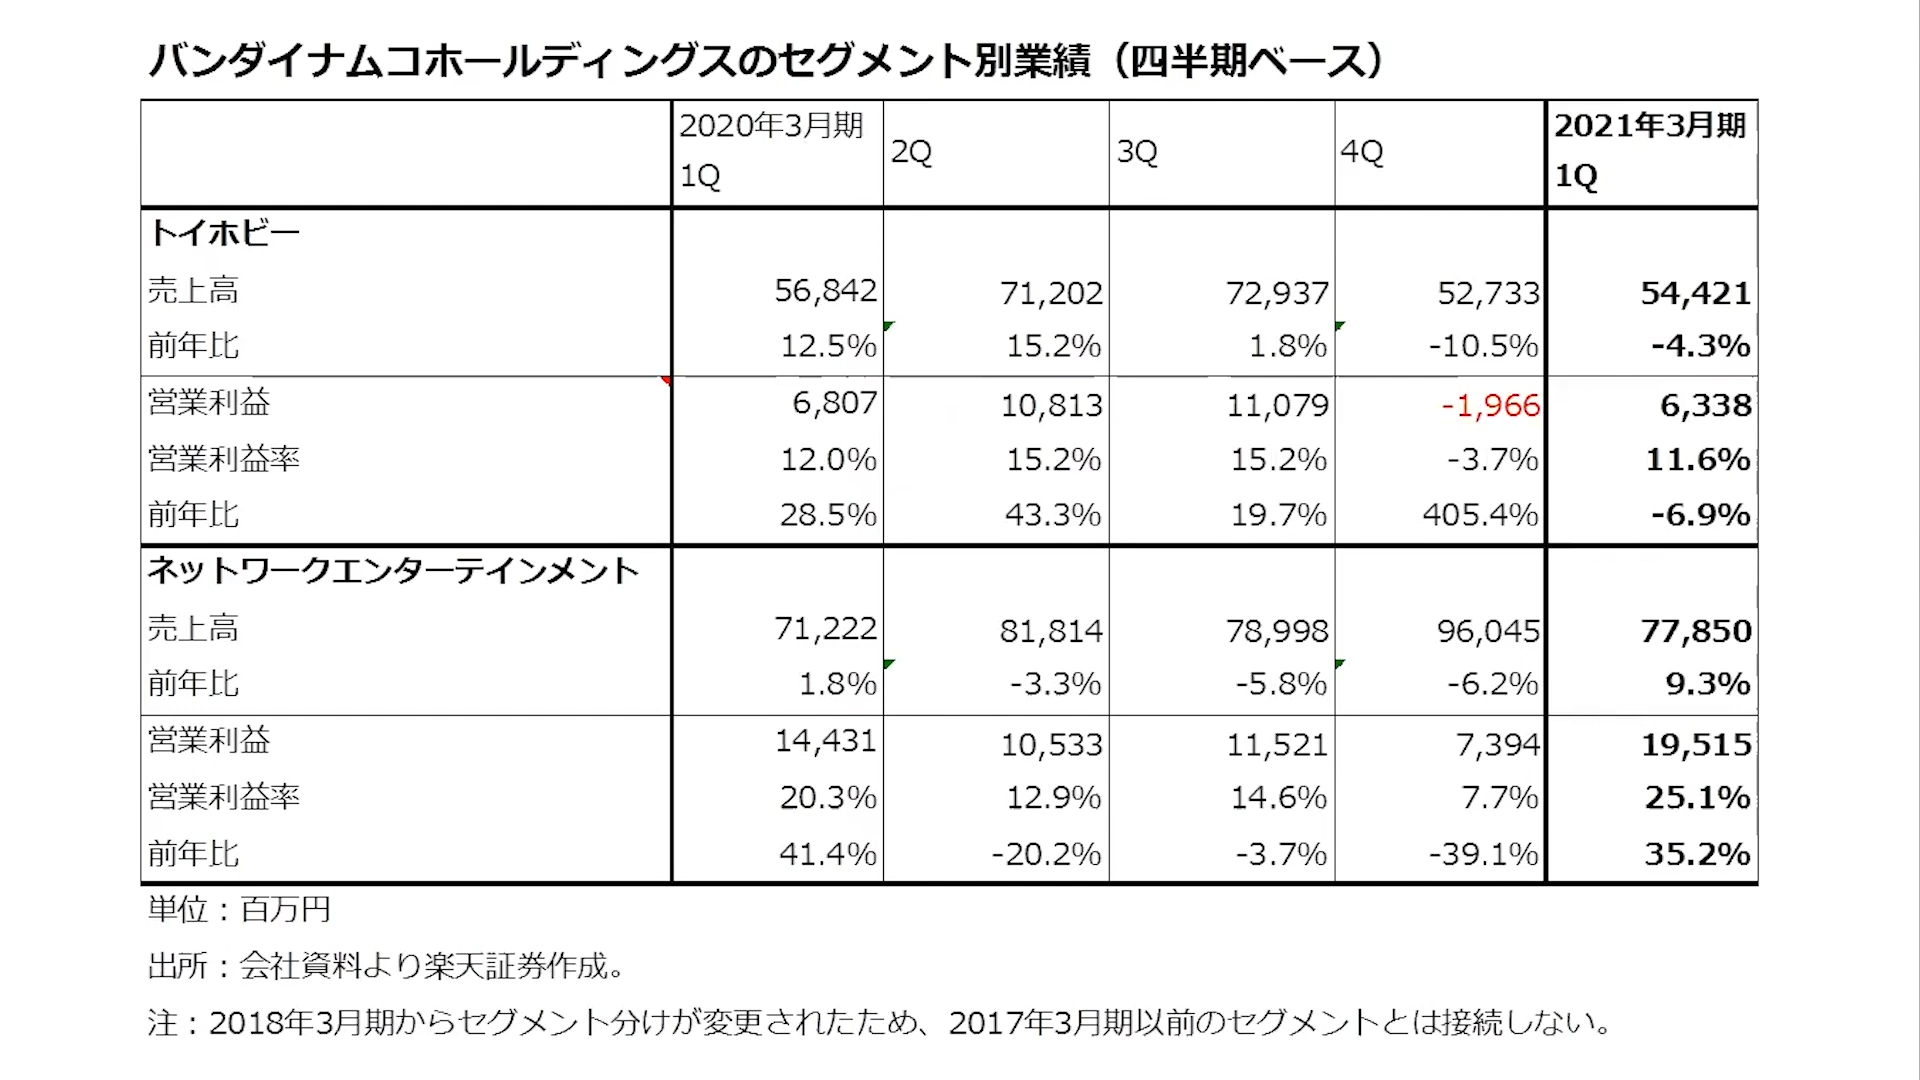 バンダイナムコホールディングスのセグメント別業績（四半期ベース）
2020年3月期 1Q 2Q 3Q 4Q 2021年3月期 1Q
トイホビー
売上高 56,842 71,202 72,937 52,733 54,421
前年比 12.5% 15.2% 1.8% -10.5% -4.3%
営業利益 6,807 10,813 11,079 -1,966 6,338
営業利益率 12.0% 15.2% 15.2% -3.7% 11.6%
前年比 28.5% 43.3% 19.7% 405.4% -6.9%
ネットワークエンターテインメント
売上高 71,222 81,814 78,998 96,045 77,850
前年比 1.8% -3.3% -5.8% -6.2% 9.3%
営業利益 14,431 10,533 11,521 7,394 19,515
営業利益率 20.3% 12.9% 14.6% 7.7% 25.1%
前年比 41.4% -20.2% -3.7% -39.1% 35.2%
単位：百万円
出所：会社資料より楽天証券作成。
注：2018年3月期からセグメント分けが変更されたため、2017年3月期以前のセグメントとは接続しない。